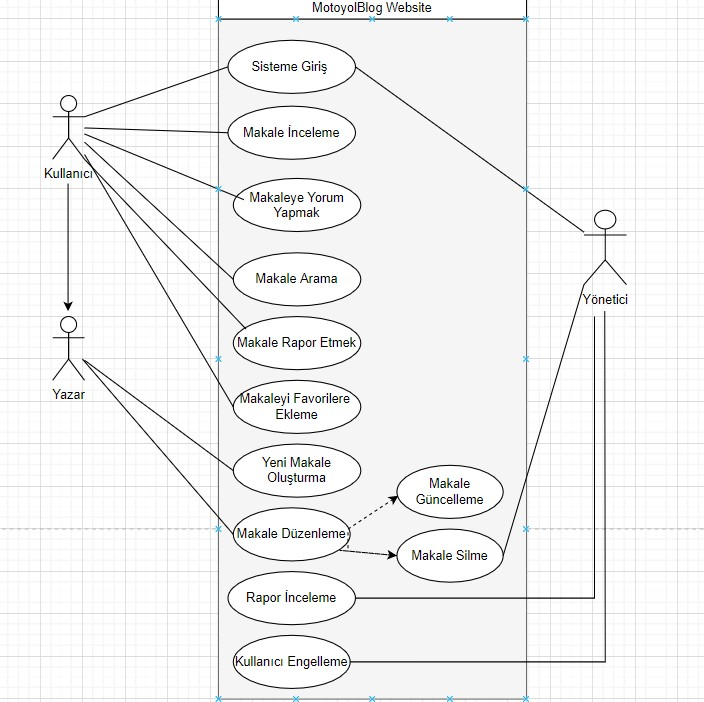 MotoyolBlog Website
Sisteme Giriş
Makale İnceleme
Kullanıcı
Makaleye Yorum
Yapmak
Makale Arama
Yönetici
Makale Rapor Etmek
Yazar
Makaleyi Favorilere
Ekleme
Yeni Makale
Oluşturma
Makale
Güncelleme
Makale Düzenleme
Makale Silme
Rapor İnceleme
Kullanıcı Engelleme